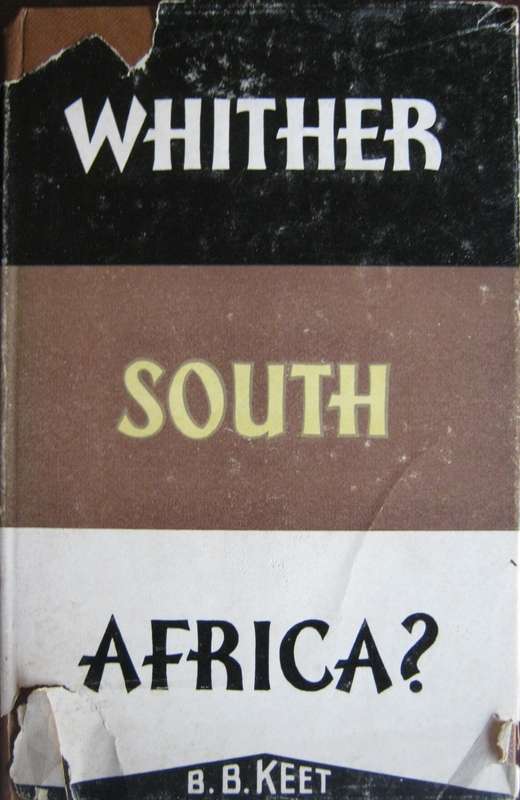 WHITHER
SOUTH
AFRICA?
B. B. KEET